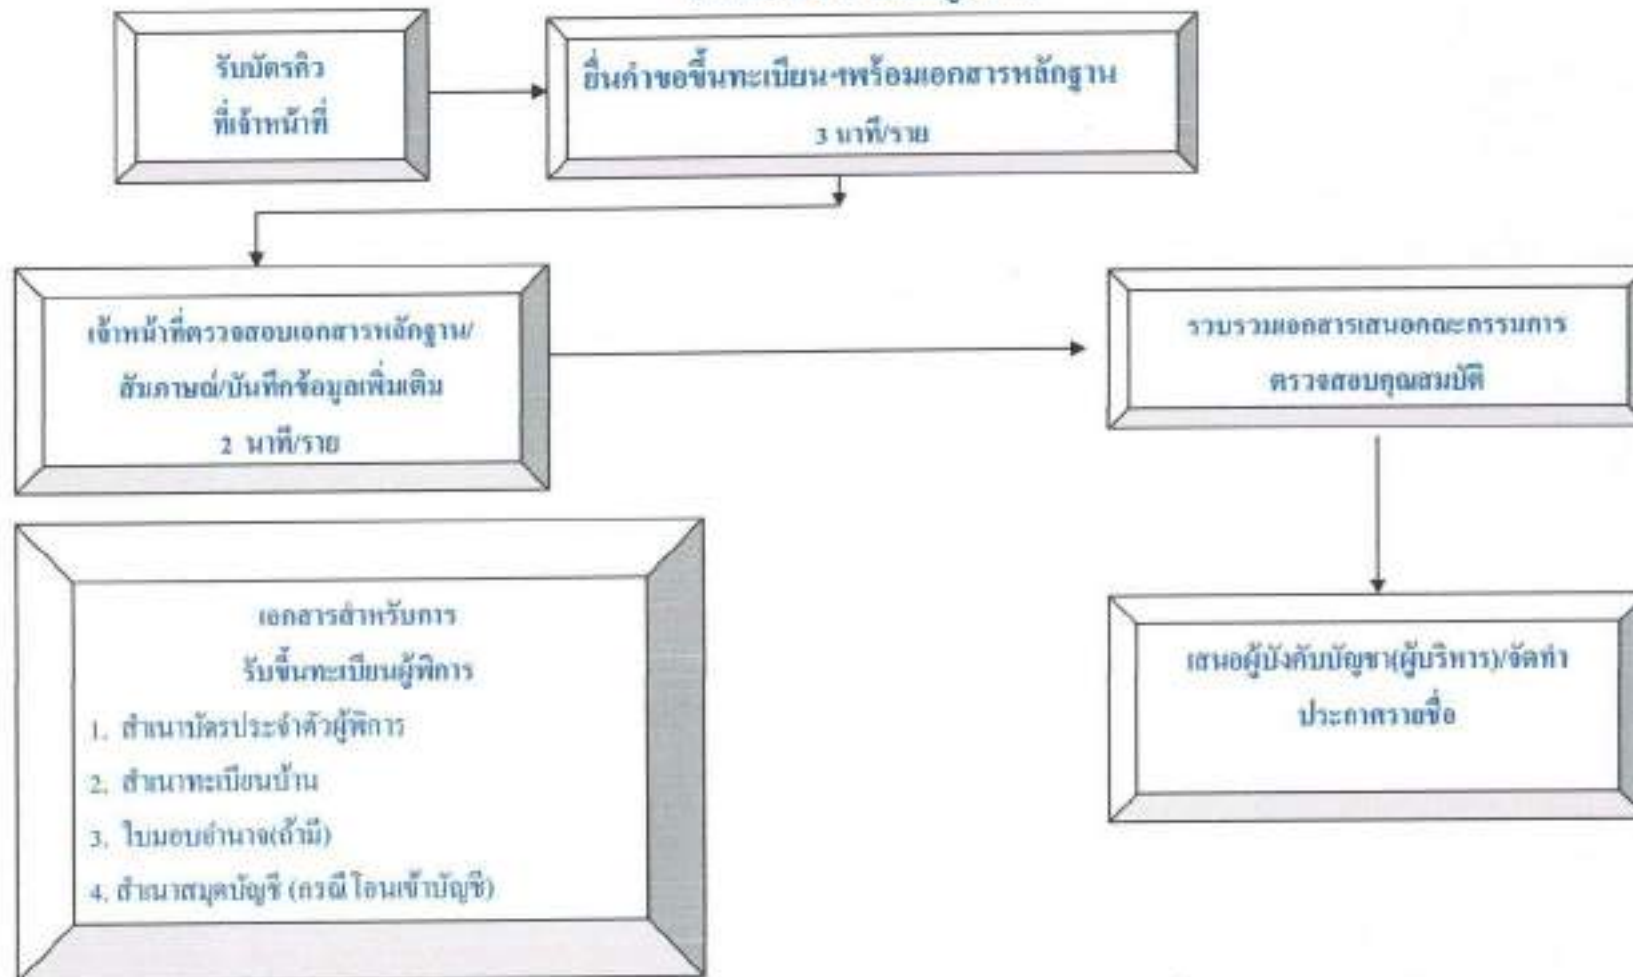 รับบัตรคิว
ที่เจ้าหน้าที่
ยื่นคำขอขึ้นทะเบียนฯพร้อมเอกสารหลักฐาน
3 นาที/ราย
เจ้าหน้าที่ตรวจสอบเอกสารหลักฐาน/
สัมภาษณ์/บันทึกข้อมูลเพิ่มเติม
2 นาที/ราย
รวบรวมเอกสารเสนอคณะกรรมการ
ตรวจสอบคุณสมบัติ
เสนอผู้บังคับบัญชา(ผู้บริหาร)/จัดทำ
ประกาศรายชื่อ
เอกสารสำหรับการ
รับขึ้นทะเบียนผู้พิการ
1. สำเนาบัตรประจำตัวผู้พิการ
2. สำเนาทะเบียนบ้าน
3. ใบมอบอำนาจ(ถ้ามี)
4. สำเนาสมุดบัญชี (กรณีโอนเข้าบัญชี)